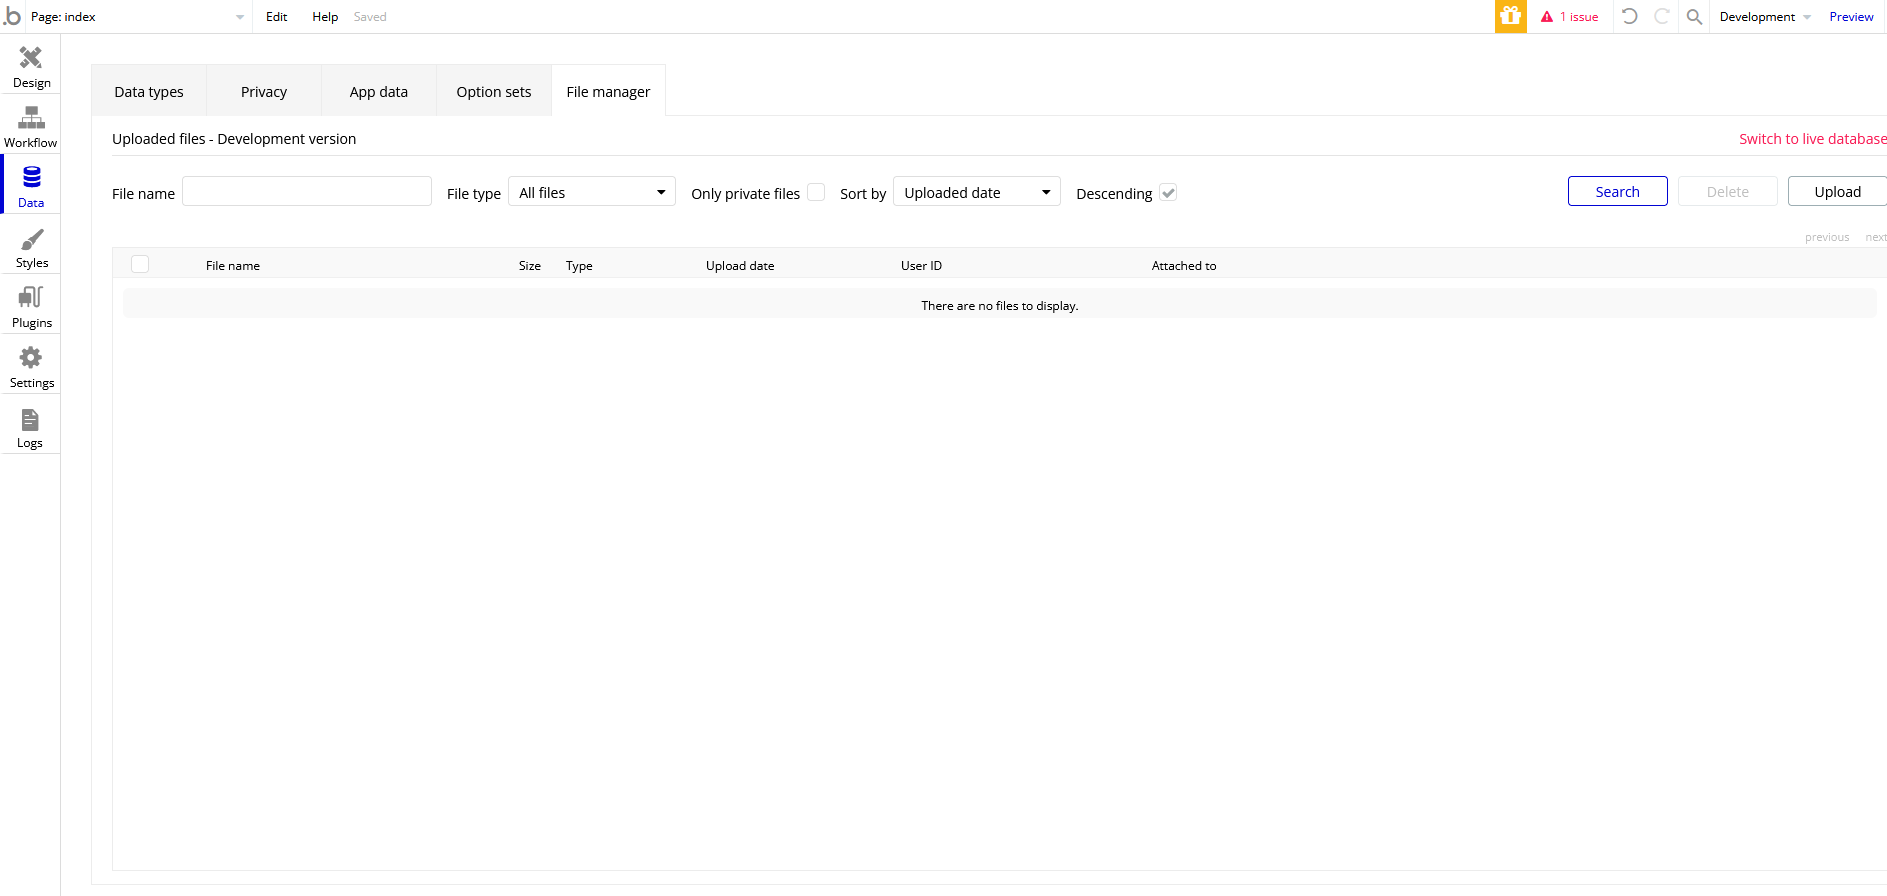 .b Page: index Edit Help Saved 1 issue Development Preview
Design
Workflow
Data
Styles
Plugins
Settings
Logs
Data types Privacy App data Option sets File manager
Uploaded files - Development version Switch to live database
File name File type All files Only private files Sort by Uploaded date Descending Search Delete Upload
previous next
File name Size Type Upload date User ID Attached to
There are no files to display.